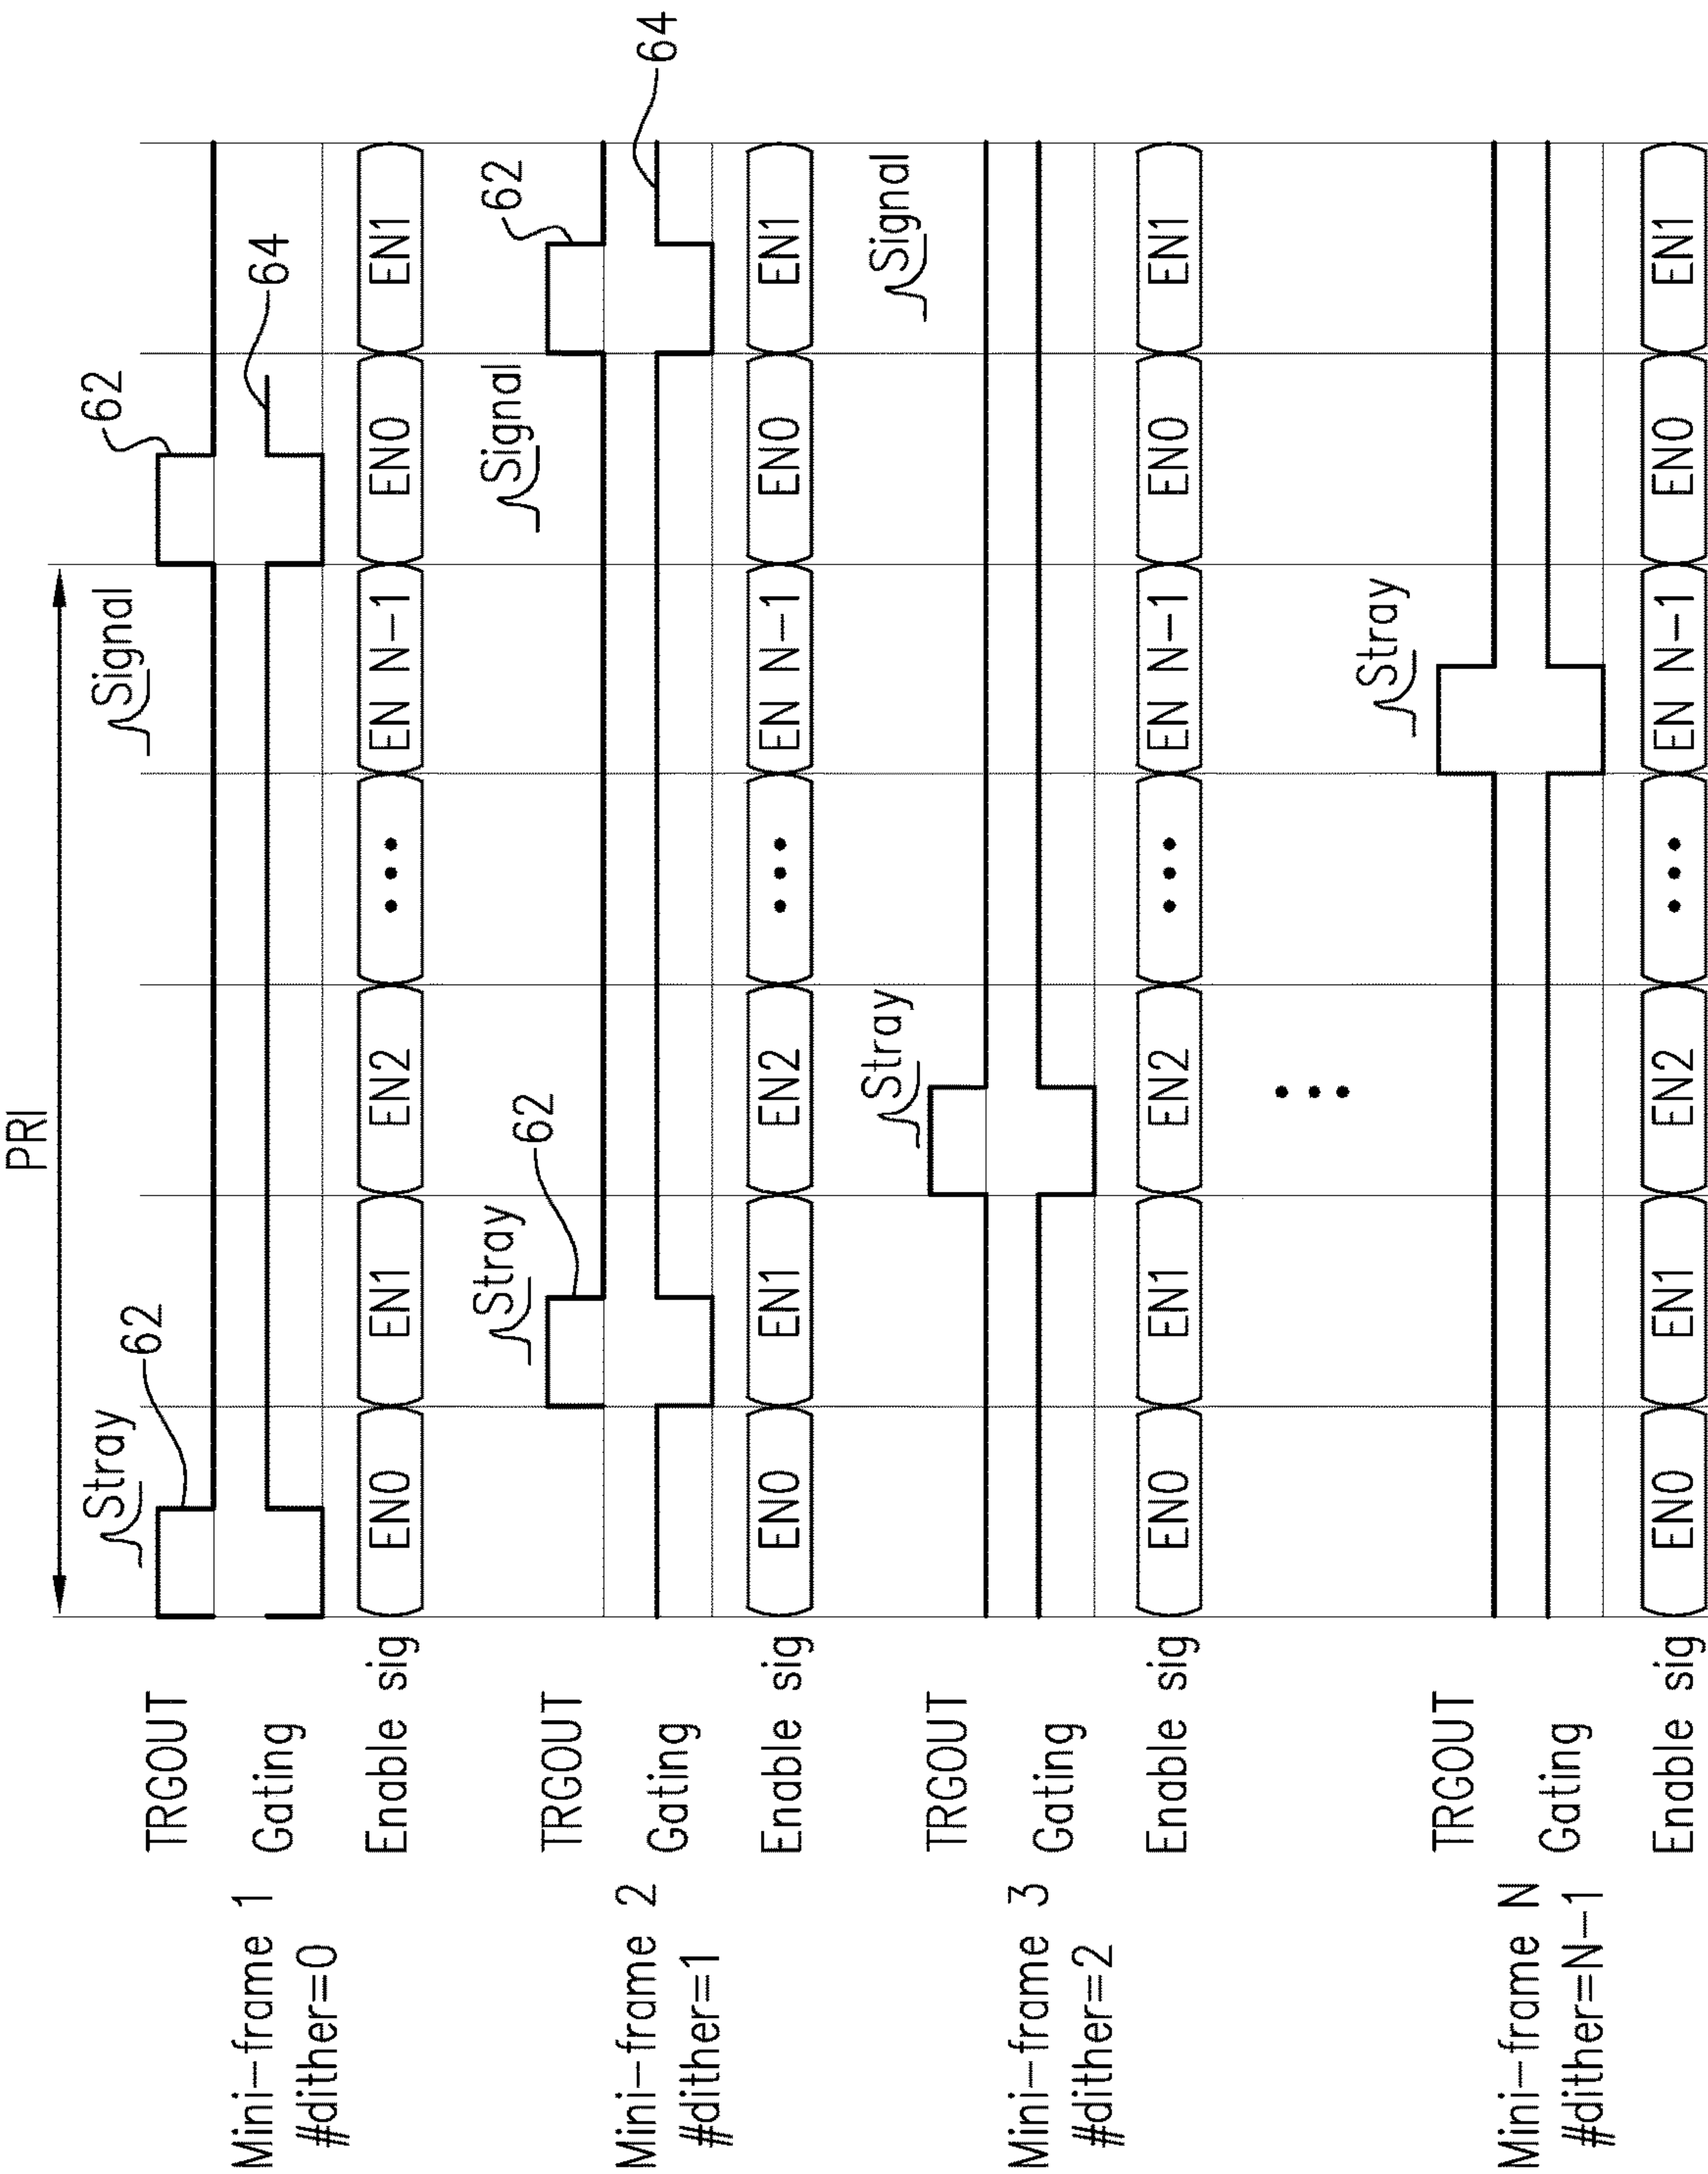 PRI
Stray
62
Signal
62
64
TRGOUT
Mini-frame 1
Gating
#dither=0
Enable sig
EN0
EN1
EN2
•••
EN N-1
EN0
EN1
Stray
62
Signal
62
64
TRGOUT
Mini-frame 2
Gating
#dither=1
Enable sig
EN0
EN1
EN2
•••
EN N-1
EN0
EN1
Stray
Signal
TRGOUT
Mini-frame 3
Gating
#dither=2
Enable sig
EN0
EN1
EN2
•••
EN N-1
EN0
EN1
•••
Stray
TRGOUT
Mini-frame N
Gating
#dither=N-1
Enable sig
EN0
EN1
EN2
•••
EN N-1
EN0
EN1